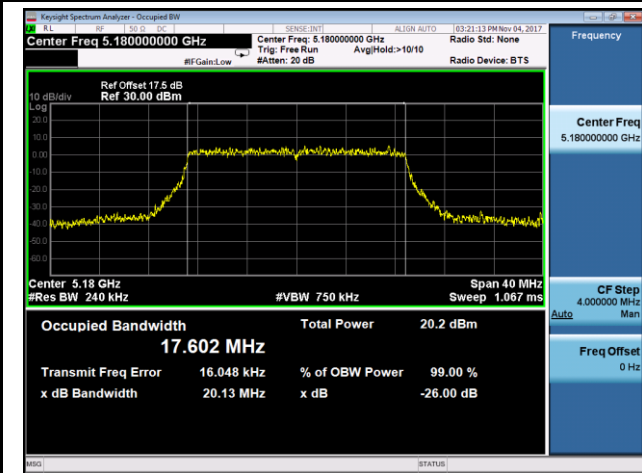 Keysight Spectrum Analyzer - Occupied BW
RL RF 50 Ω DC SENSE:INT ALIGN AUTO 03:21:13 PM Nov 04, 2017
Center Freq 5.180000000 GHz
Center Freq: 5.180000000 GHz Radio Std: None
Trig: Free Run Avg|Hold:>10/10
#IFGain:Low #Atten: 20 dB Radio Device: BTS
Ref Offset 17.5 dB
10 dB/div Ref 30.00 dBm
Log
20.0
10.0
0.00
-10.0
-20.0
-30.0
-40.0
-50.0
-60.0
Center 5.18 GHz Span 40 MHz
#Res BW 240 kHz #VBW 750 kHz Sweep 1.067 ms
Occupied Bandwidth Total Power 20.2 dBm
17.602 MHz
Transmit Freq Error 16.048 kHz % of OBW Power 99.00 %
x dB Bandwidth 20.13 MHz x dB -26.00 dB
Frequency
Center Freq
5.180000000 GHz
CF Step
4.000000 MHz
Auto Man
Freq Offset
0 Hz
MSG STATUS